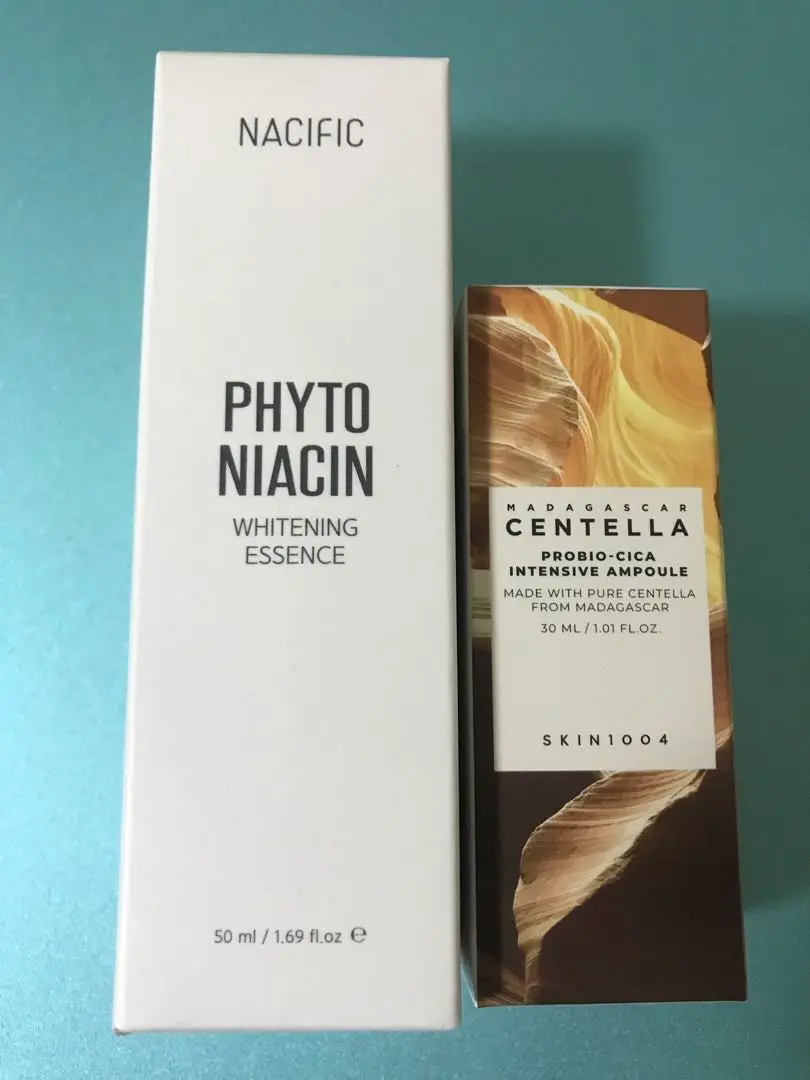 NACIFIC
PHYTO
NIACIN
WHITENING
ESSENCE
50 ml / 1.69 fl.oz ℮
MADAGASCAR
CENTELLA
PROBIO-CICA
INTENSIVE AMPOULE
MADE WITH PURE CENTELLA
FROM MADAGASCAR
30 ML / 1.01 FL.OZ.
SKIN1004